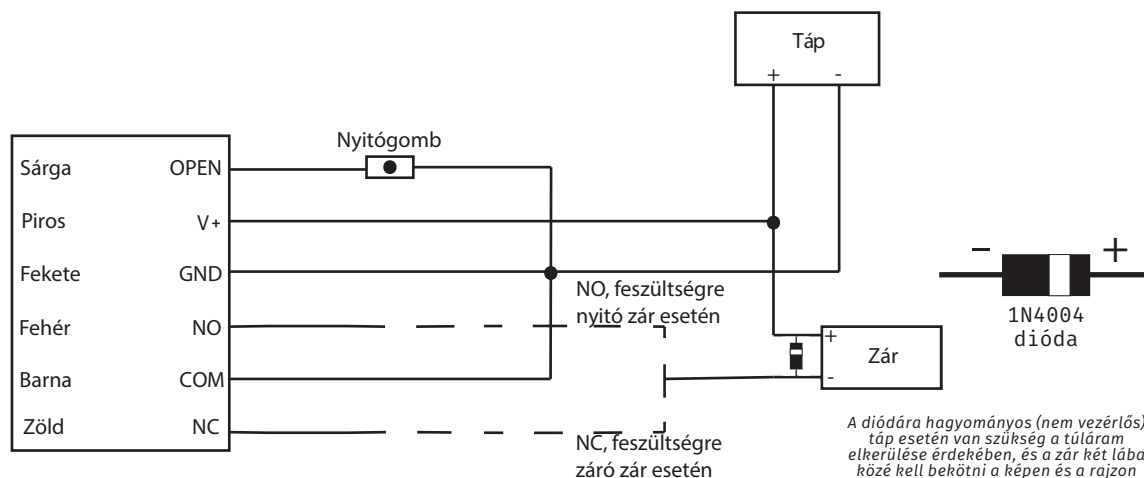 Táp
+ -
Nyitógomb
Sárga OPEN
Piros V+
Fekete GND
Fehér NO
Barna COM
Zöld NC
NO, feszültségre
nyitó zár esetén
NC, feszültségre
záró zár esetén
+
Zár
-
- +
1N4004
dióda
A diódára hagyományos (nem vezérlős)
táp esetén van szükség a túláram
elkerülése érdekében, és a zár két lába
közé kell bekötni a képen és a rajzon